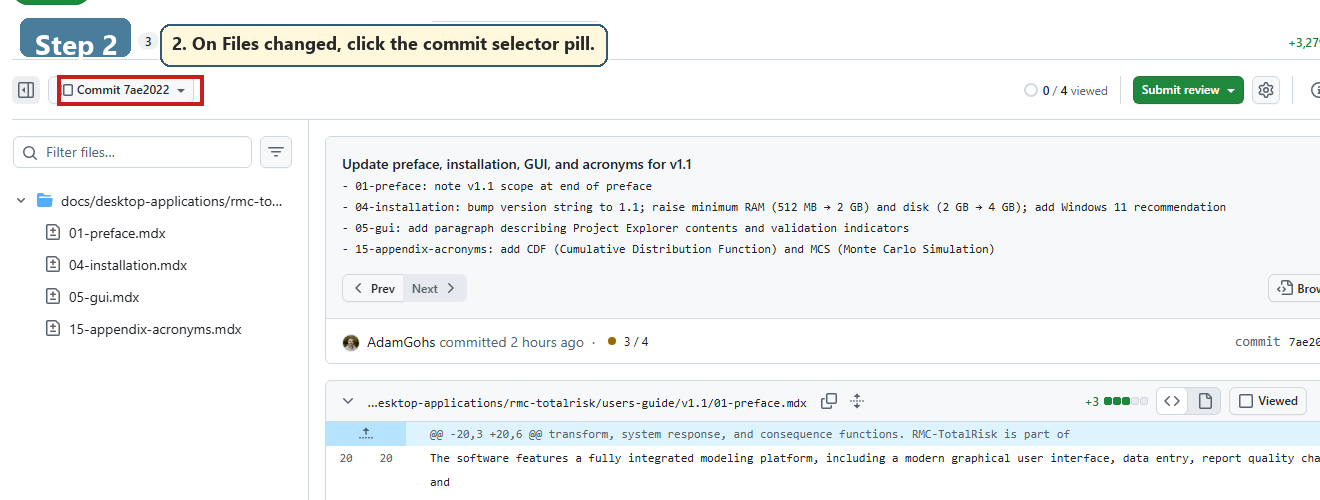 Step 2
3
2. On Files changed, click the commit selector pill.
+3,279
Commit 7ae2022
0 / 4 viewed
Submit review
Filter files...
docs/desktop-applications/rmc-to...
01-preface.mdx
04-installation.mdx
05-gui.mdx
15-appendix-acronyms.mdx
Update preface, installation, GUI, and acronyms for v1.1
- 01-preface: note v1.1 scope at end of preface
- 04-installation: bump version string to 1.1; raise minimum RAM (512 MB → 2 GB) and disk (2 GB → 4 GB); add Windows 11 recommendation
- 05-gui: add paragraph describing Project Explorer contents and validation indicators
- 15-appendix-acronyms: add CDF (Cumulative Distribution Function) and MCS (Monte Carlo Simulation)
Prev Next
Brow
AdamGohs committed 2 hours ago · 3 / 4
commit 7ae20
...esktop-applications/rmc-totalrisk/users-guide/v1.1/01-preface.mdx
+3
Viewed
@@ -20,3 +20,6 @@ transform, system response, and consequence functions. RMC-TotalRisk is part of
20 20 The software features a fully integrated modeling platform, including a modern graphical user interface, data entry, report quality cha
and